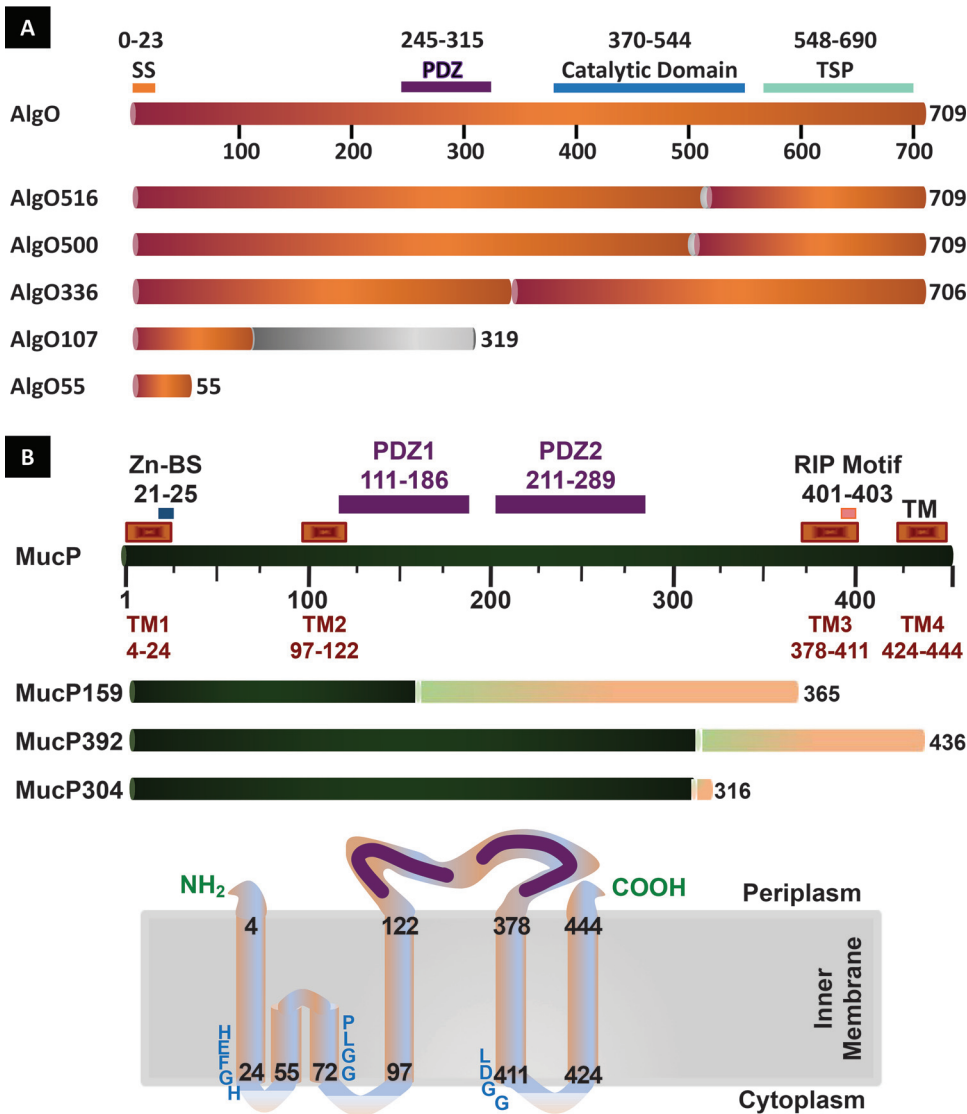 A
0-23 245-315 370-544 548-690
SS PDZ Catalytic Domain TSP
AlgO 709
100 200 300 400 500 600 700
AlgO516 709
AlgO500 709
AlgO336 706
AlgO107 319
AlgO55 55
B
Zn-BS PDZ1 PDZ2 RIP Motif
21-25 111-186 211-289 401-403 TM
MucP
1 100 200 300 400
TM1 TM2 TM3 TM4
4-24 97-122 378-411 424-444
MucP159 365
MucP392 436
MucP304 316
NH2 COOH Periplasm
4 122 378 444
Inner Membrane
HEFGH 24 55 72 PLGG 97 LDGG 411 424
Cytoplasm